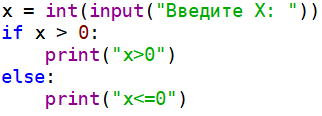 x = int(input("Введите X: "))
if x > 0:
    print("x>0")
else:
    print("x<=0")